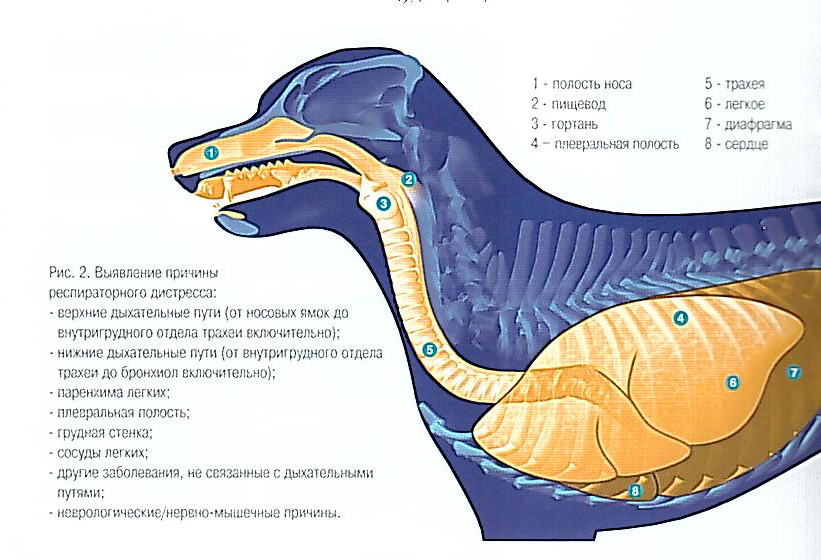 1 - полость носа
2 - пищевод
3 - гортань
4 – плевральная полость
5 - трахея
6 - легкое
7 - диафрагма
8 - сердце
1
2
3
4
5
6
7
8
Рис. 2. Выявление причины
респираторного дистресса:
- верхние дыхательные пути (от носовых ямок до
внутригрудного отдела трахеи включительно);
- нижние дыхательные пути (от внутригрудного отдела
трахеи до бронхиол включительно);
- паренхима легких;
- плевральная полость;
- грудная стенка;
- сосуды легких;
- другие заболевания, не связанные с дыхательными
путями;
- неврологические/нервно-мышечные причины.